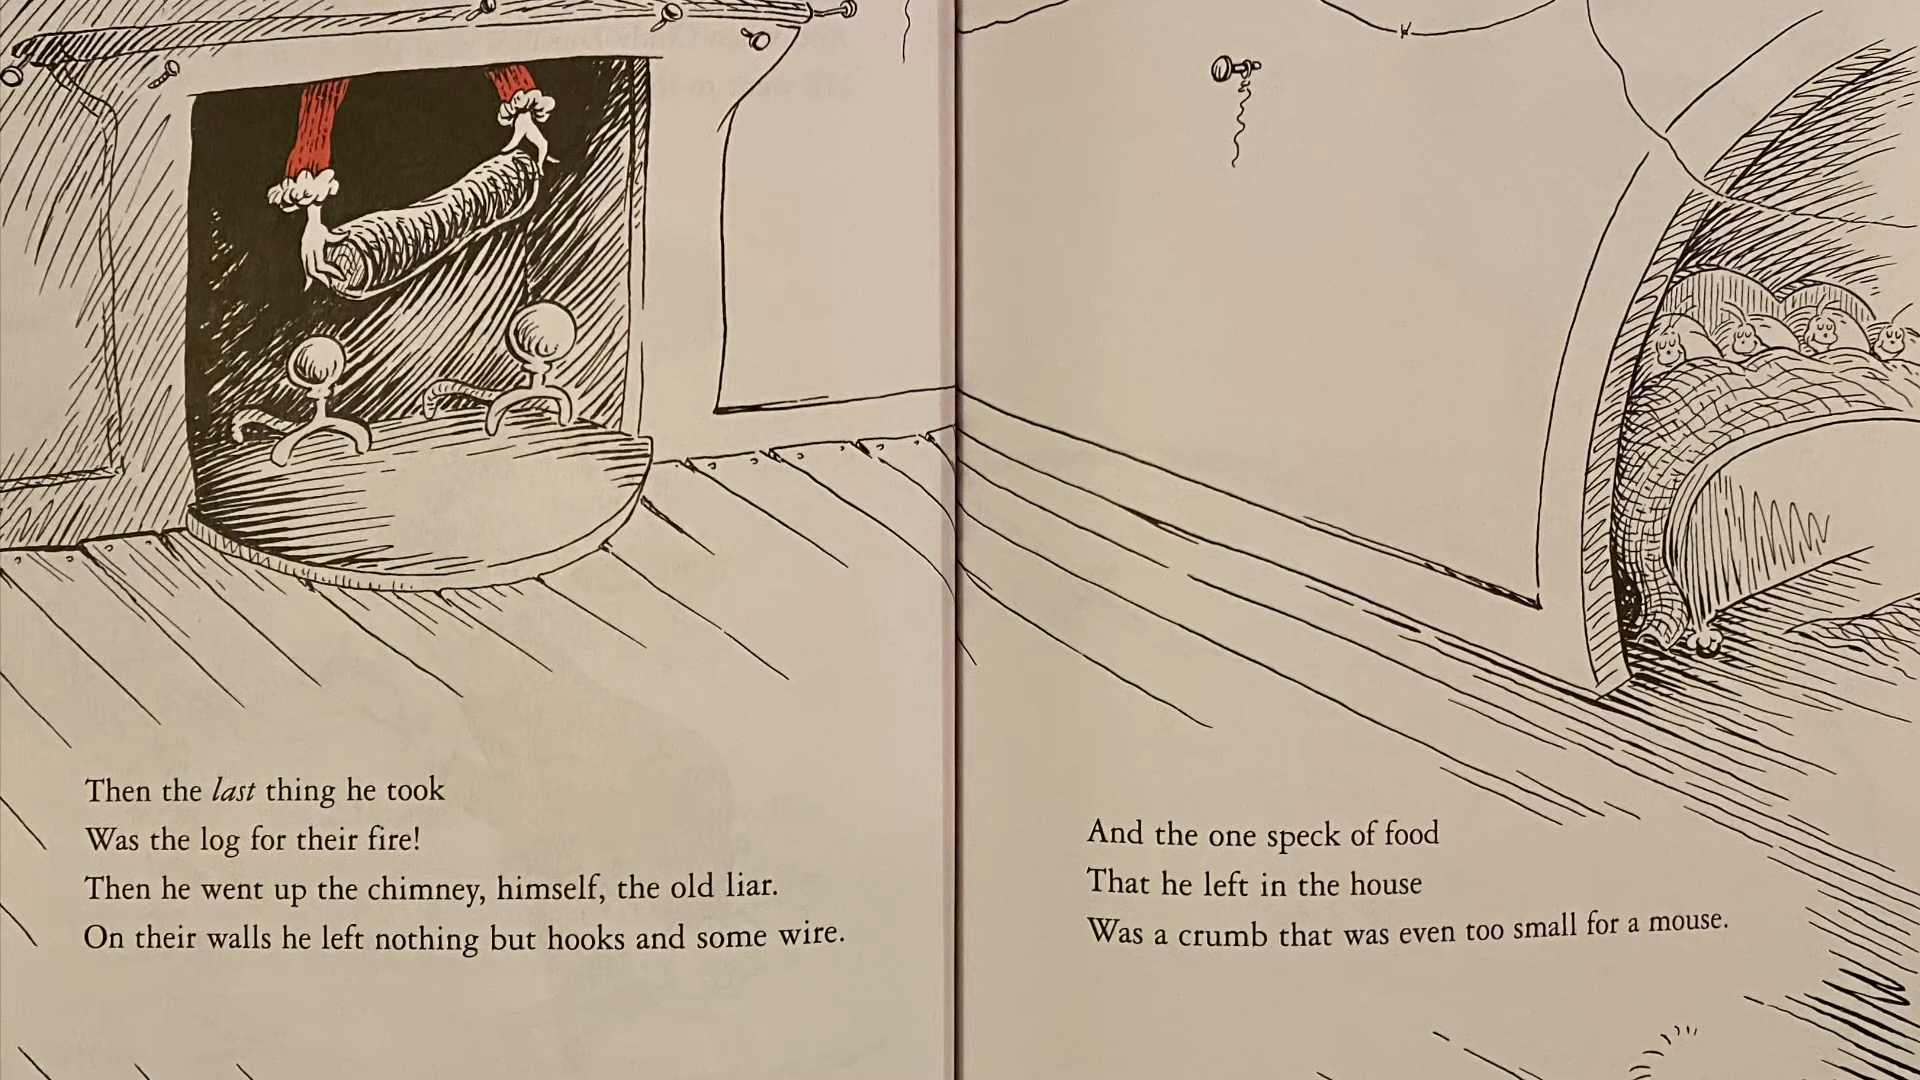 Then the last thing he took
Was the log for their fire!
Then he went up the chimney, himself, the old liar.
On their walls he left nothing but hooks and some wire.
And the one speck of food
That he left in the house
Was a crumb that was even too small for a mouse.